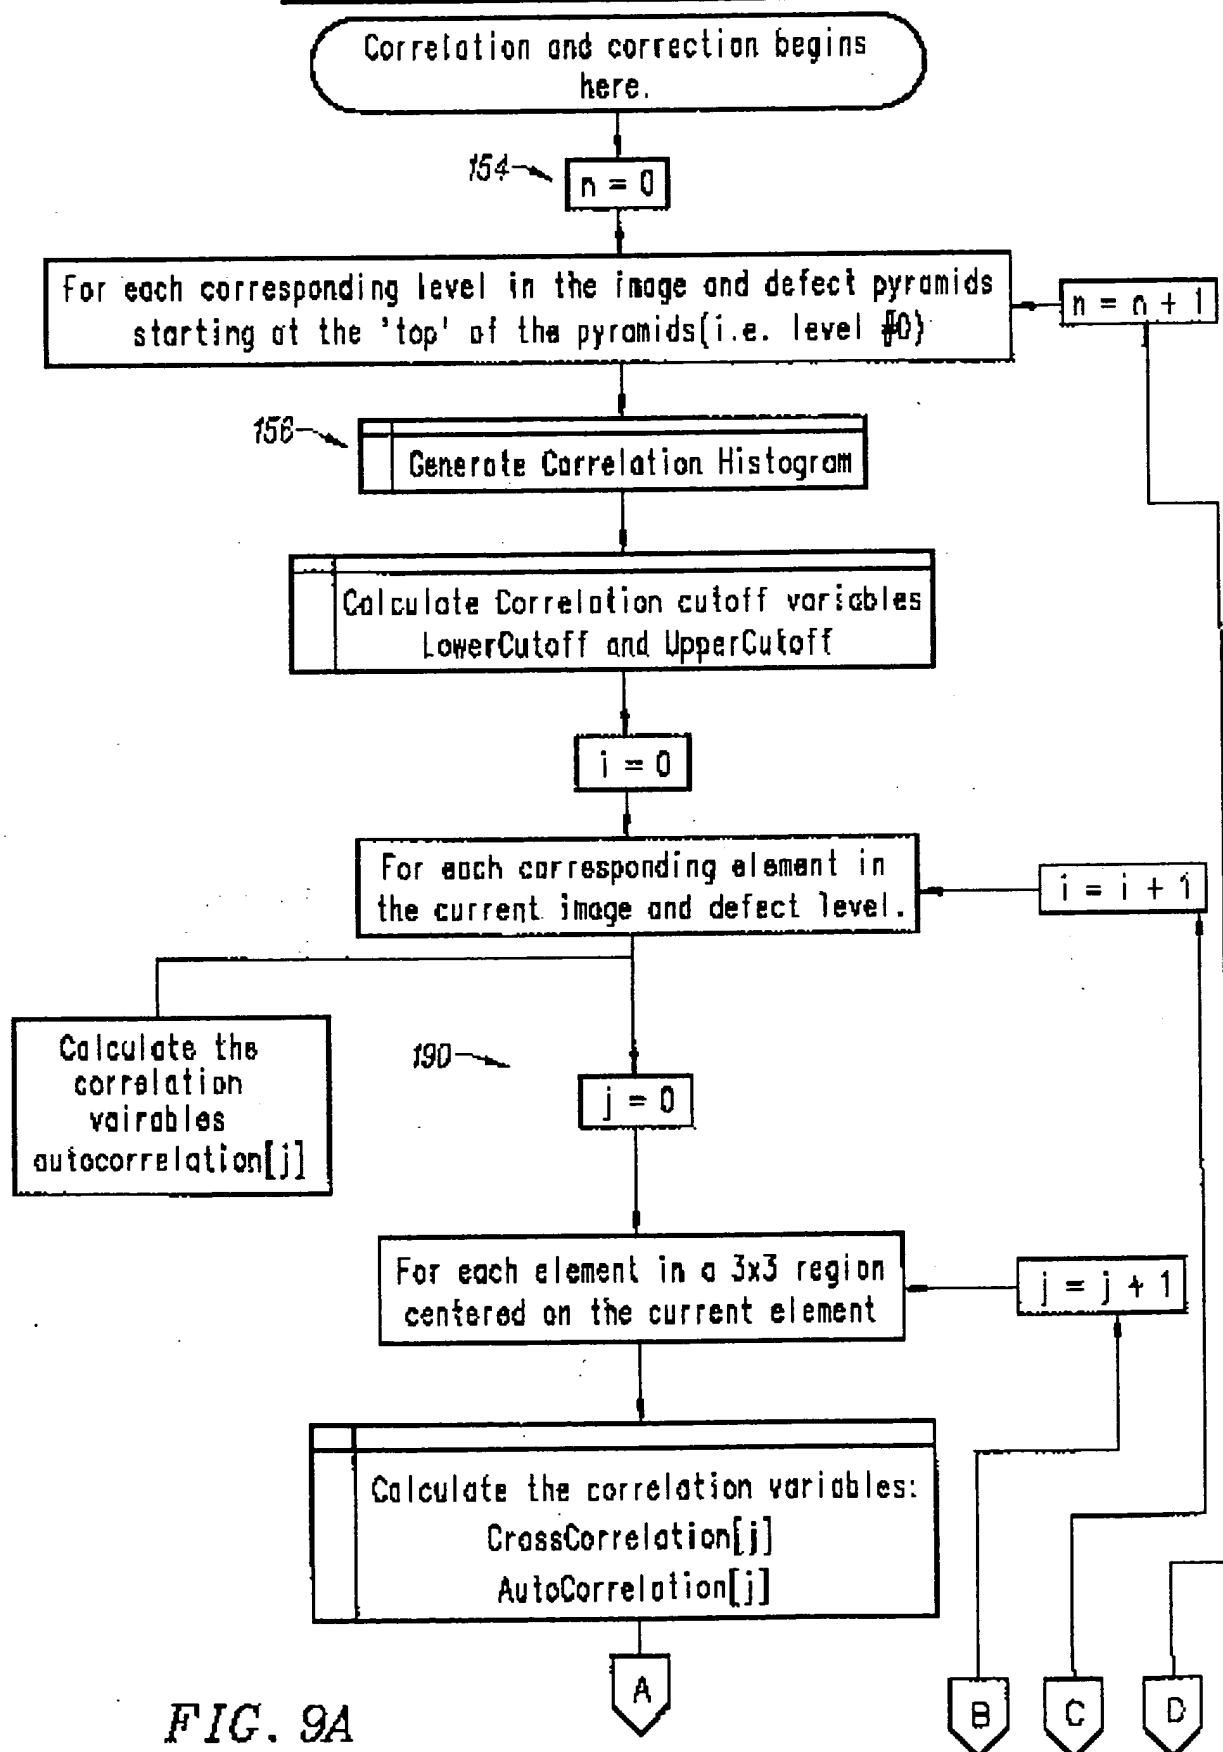 Correlation and correction begins
here.
154
n = 0
For each corresponding level in the image and defect pyramids
starting at the 'top' of the pyramids(i.e. level #0)
n = n + 1
156
Generate Correlation Histogram
Calculate Correlation cutoff variables
LowerCutoff and UpperCutoff
i = 0
For each corresponding element in
the current image and defect level.
i = i + 1
Calculate the
correlation
vairables
autocorrelation[j]
190
j = 0
For each element in a 3x3 region
centered on the current element
j = j + 1
Calculate the correlation variables:
CrossCorrelation[j]
AutoCorrelation[j]
A
B
C
D
FIG. 9A